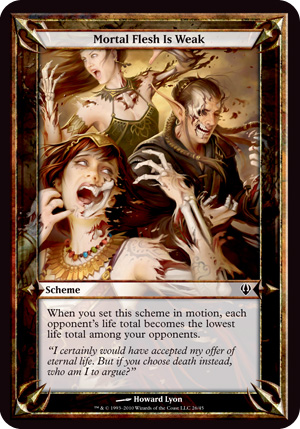 Mortal Flesh Is Weak
Scheme
When you set this scheme in motion, each
opponent's life total becomes the lowest
life total among your opponents.
"I certainly would have accepted my offer of
eternal life. But if you choose death instead,
who am I to argue?"
Howard Lyon
™ & © 1993–2010 Wizards of the Coast LLC 26/45